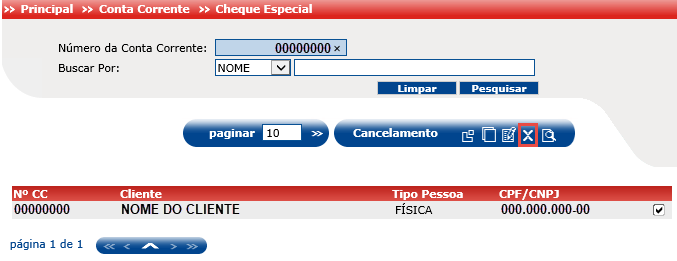 >> Principal >> Conta Corrente >> Cheque Especial
Número da Conta Corrente: 00000000 ×
Buscar Por: NOME
Limpar Pesquisar
paginar 10 >> Cancelamento
Nº CC Cliente Tipo Pessoa CPF/CNPJ
00000000 NOME DO CLIENTE FÍSICA 000.000.000-00
página 1 de 1 << < > >>